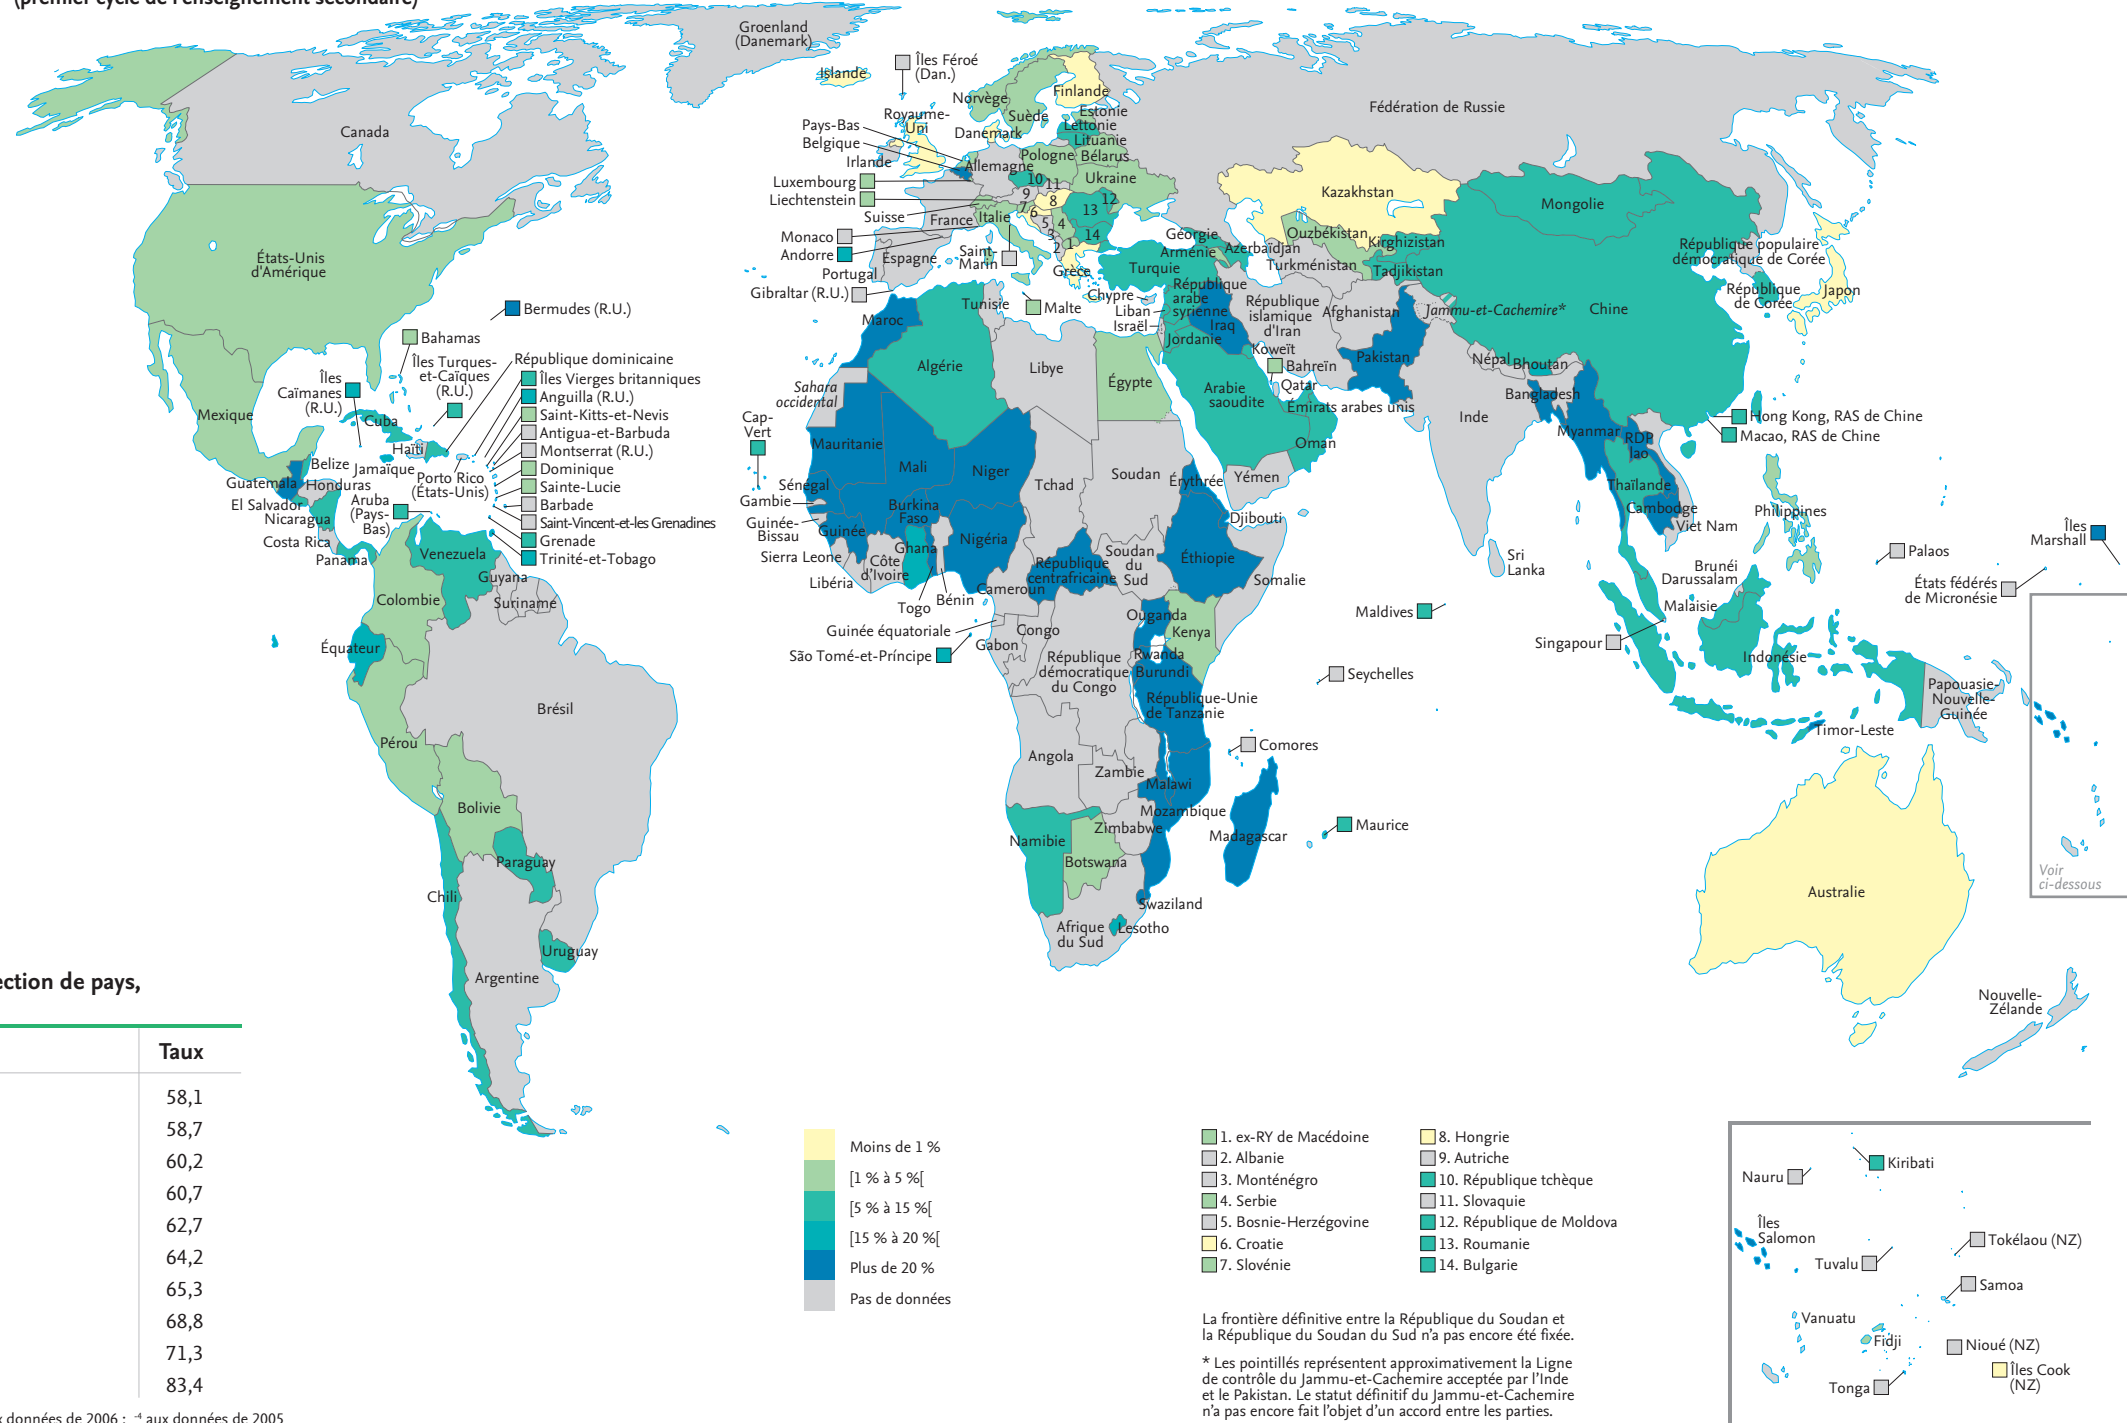 (premier cycle de l'enseignement secondaire)
Groenland
(Danemark)
Îles Féroé
(Dan.)
Islande
Finlande
Norvège
Suède
Estonie
Lettonie
Lituanie
Royaume-
Uni
Danemark
Pays-Bas
Belgique
Irlande
Allemagne
Pologne
Bélarus
Ukraine
Luxembourg
Liechtenstein
Suisse
France
Italie
Monaco
Andorre
Saint-
Marin
Portugal
Espagne
Gibraltar (R.U.)
Grèce
Malte
10
11
9
7
6
8
5
4
3
2
1
12
13
14
Fédération de Russie
Canada
États-Unis
d'Amérique
Kazakhstan
Mongolie
Géorgie
Arménie
Azerbaïdjan
Ouzbékistan
Kirghizistan
Turkménistan
Tadjikistan
Turquie
République populaire
démocratique de Corée
République
de Corée
Japon
Chine
Chypre
Liban
Israël
République
arabe
syrienne
Iraq
Jordanie
République
islamique
d'Iran
Afghanistan
Jammu-et-Cachemire*
Koweït
Bahreïn
Qatar
Pakistan
Népal
Bhoutan
Bangladesh
Arabie
saoudite
Émirats arabes unis
Oman
Yémen
Inde
Myanmar
RDP
lao
Thaïlande
Cambodge
Viet Nam
Hong Kong, RAS de Chine
Macao, RAS de Chine
Philippines
Sri
Lanka
Brunéi
Darussalam
Malaisie
Singapour
Indonésie
Maldives
Palaos
Îles
Marshall
États fédérés
de Micronésie
Papouasie-
Nouvelle-
Guinée
Timor-Leste
Australie
Nouvelle-
Zélande
Voir
ci-dessous
Bermudes (R.U.)
Bahamas
Îles Turques-
et-Caïques
(R.U.)
République dominicaine
Îles Vierges britanniques
Anguilla (R.U.)
Saint-Kitts-et-Nevis
Antigua-et-Barbuda
Montserrat (R.U.)
Dominique
Sainte-Lucie
Barbade
Saint-Vincent-et-les Grenadines
Grenade
Trinité-et-Tobago
Îles
Caïmanes
(R.U.)
Mexique
Cuba
Haïti
Belize
Jamaïque
Guatemala
Honduras
Porto Rico
(États-Unis)
El Salvador
Nicaragua
Aruba
(Pays-
Bas)
Costa Rica
Panama
Venezuela
Guyana
Suriname
Colombie
Équateur
Brésil
Pérou
Bolivie
Paraguay
Chili
Uruguay
Argentine
Maroc
Tunisie
Algérie
Libye
Égypte
Sahara
occidental
Cap-
Vert
Mauritanie
Mali
Niger
Tchad
Soudan
Érythrée
Djibouti
Sénégal
Gambie
Guinée-
Bissau
Guinée
Sierra Leone
Libéria
Côte
d'Ivoire
Burkina
Faso
Ghana
Togo
Bénin
Nigéria
Cameroun
République
centrafricaine
Soudan
du
Sud
Éthiopie
Somalie
Guinée équatoriale
São Tomé-et-Príncipe
Gabon
Congo
République
démocratique
du Congo
Ouganda
Kenya
Rwanda
Burundi
République-Unie
de Tanzanie
Seychelles
Comores
Angola
Zambie
Malawi
Mozambique
Zimbabwe
Madagascar
Maurice
Namibie
Botswana
Swaziland
Lesotho
Afrique
du Sud
ection de pays,
Taux
58,1
58,7
60,2
60,7
62,7
64,2
65,3
68,8
71,3
83,4
x données de 2006 ; ⁻⁴ aux données de 2005
Moins de 1 %
[1 % à 5 %[
[5 % à 15 %[
[15 % à 20 %[
Plus de 20 %
Pas de données
1. ex-RY de Macédoine
2. Albanie
3. Monténégro
4. Serbie
5. Bosnie-Herzégovine
6. Croatie
7. Slovénie
8. Hongrie
9. Autriche
10. République tchèque
11. Slovaquie
12. République de Moldova
13. Roumanie
14. Bulgarie
La frontière définitive entre la République du Soudan et
la République du Soudan du Sud n'a pas encore été fixée.
* Les pointillés représentent approximativement la Ligne
de contrôle du Jammu-et-Cachemire acceptée par l'Inde
et le Pakistan. Le statut définitif du Jammu-et-Cachemire
n'a pas encore fait l'objet d'un accord entre les parties.
Nauru
Kiribati
Îles
Salomon
Tuvalu
Tokélaou (NZ)
Samoa
Vanuatu
Fidji
Nioué (NZ)
Îles Cook
(NZ)
Tonga